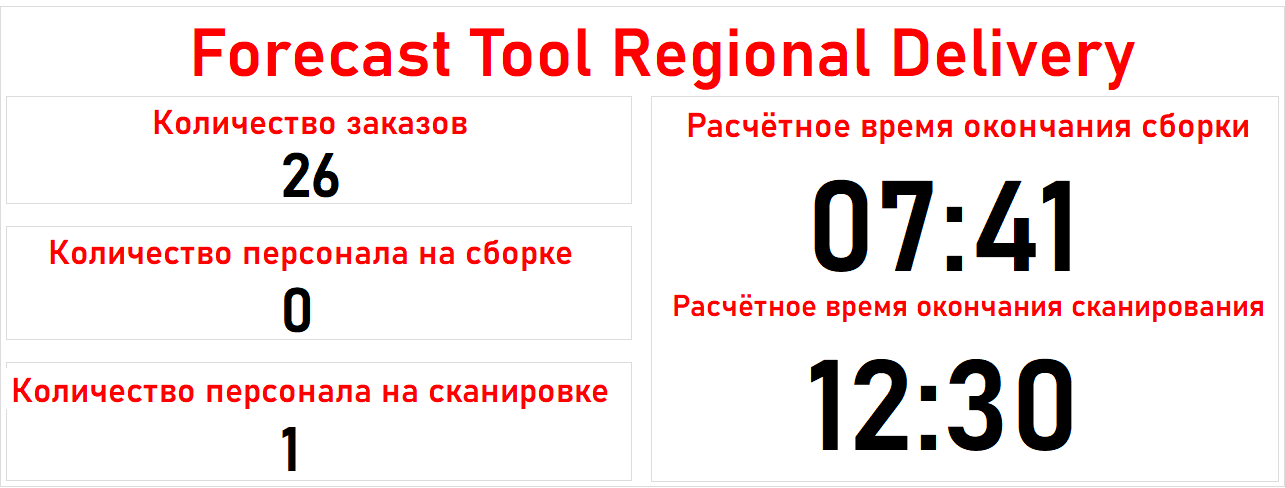 Forecast Tool Regional Delivery
Количество заказов
26
Количество персонала на сборке
0
Количество персонала на сканировке
1
Расчётное время окончания сборки
07:41
Расчётное время окончания сканирования
12:30